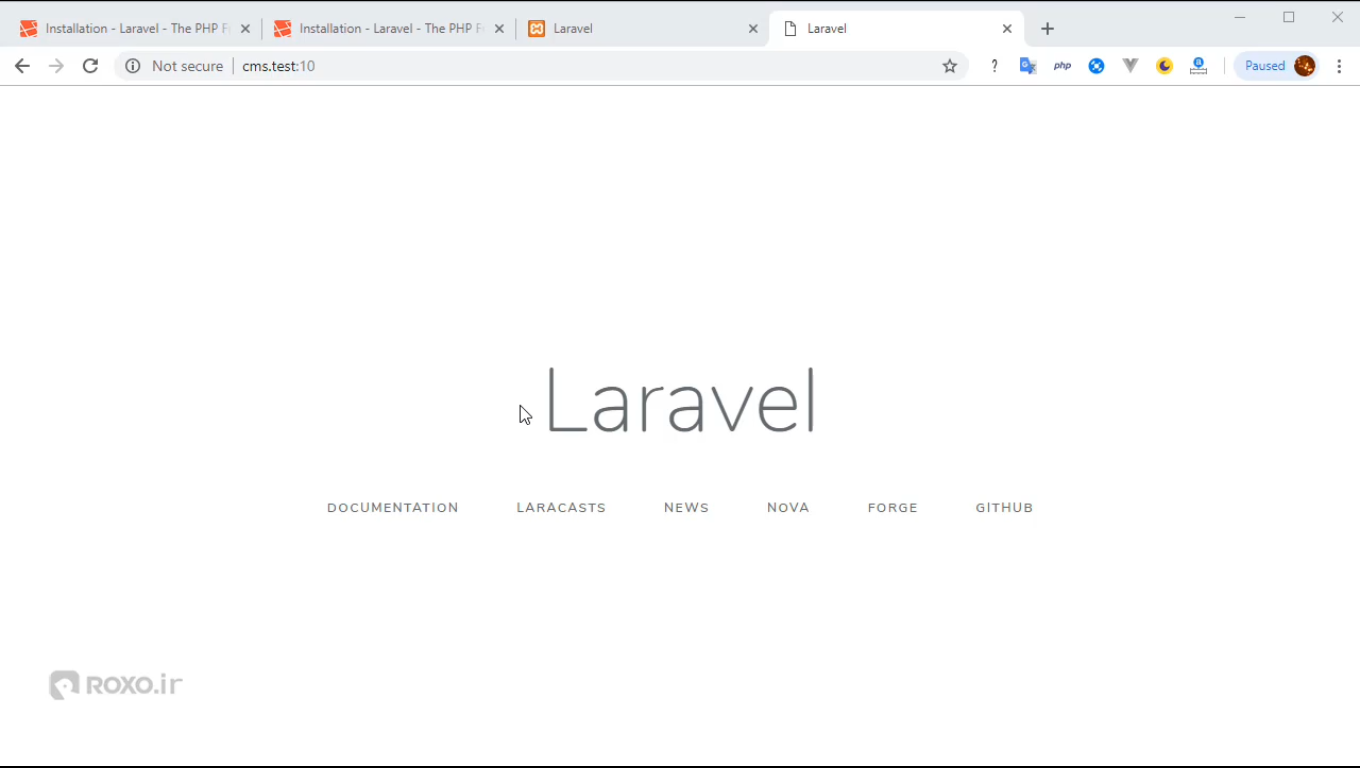 Installation - Laravel - The PHP F
Installation - Laravel - The PHP F
Laravel
Laravel
Not secure
cms.test:10
php
Paused
Laravel
DOCUMENTATION
LARACASTS
NEWS
NOVA
FORGE
GITHUB
ROXO.ir